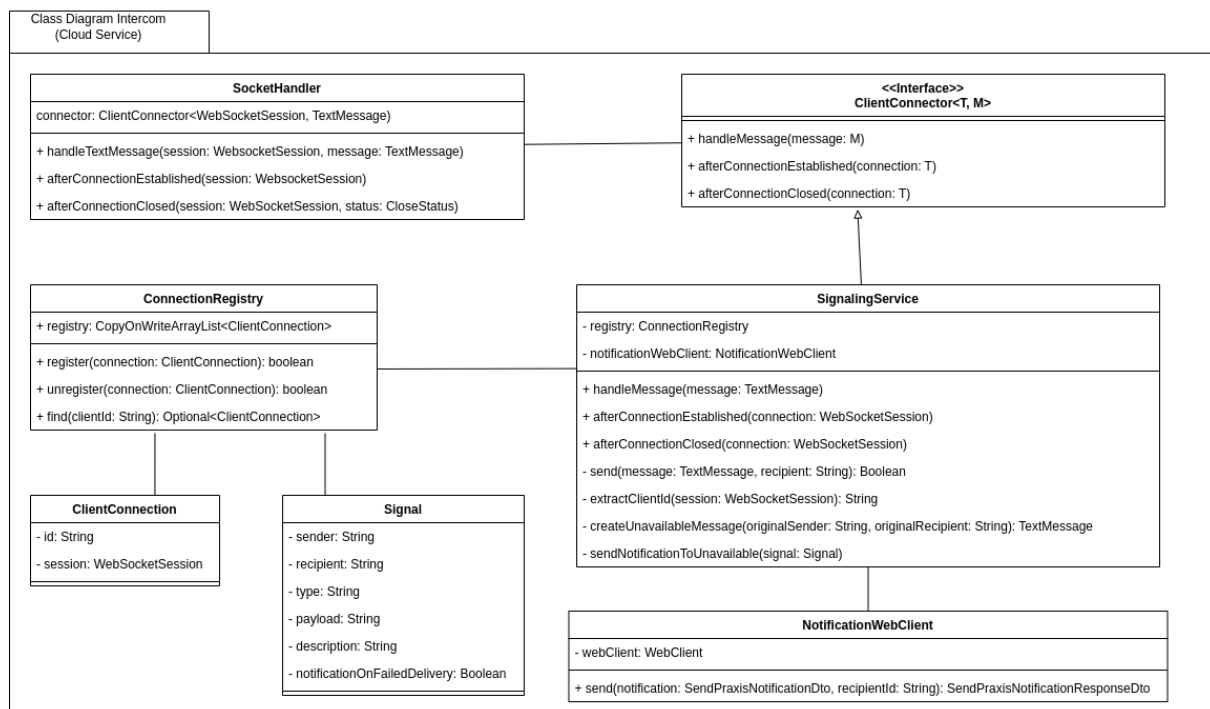 Class Diagram Intercom
(Cloud Service)
SocketHandler
connector: ClientConnector<WebSocketSession, TextMessage)
+ handleTextMessage(session: WebsocketSession, message: TextMessage)
+ afterConnectionEstablished(session: WebsocketSession)
+ afterConnectionClosed(session: WebSocketSession, status: CloseStatus)
<<Interface>>
ClientConnector<T, M>
+ handleMessage(message: M)
+ afterConnectionEstablished(connection: T)
+ afterConnectionClosed(connection: T)
ConnectionRegistry
+ registry: CopyOnWriteArrayList<ClientConnection>
+ register(connection: ClientConnection): boolean
+ unregister(connection: ClientConnection): boolean
+ find(clientId: String): Optional<ClientConnection>
SignalingService
- registry: ConnectionRegistry
- notificationWebClient: NotificationWebClient
+ handleMessage(message: TextMessage)
+ afterConnectionEstablished(connection: WebSocketSession)
+ afterConnectionClosed(connection: WebSocketSession)
- send(message: TextMessage, recipient: String): Boolean
- extractClientId(session: WebSocketSession): String
- createUnavailableMessage(originalSender: String, originalRecipient: String): TextMessage
- sendNotificationToUnavailable(signal: Signal)
ClientConnection
- id: String
- session: WebSocketSession
Signal
- sender: String
- recipient: String
- type: String
- payload: String
- description: String
- notificationOnFailedDelivery: Boolean
NotificationWebClient
- webClient: WebClient
+ send(notification: SendPraxisNotificationDto, recipientId: String): SendPraxisNotificationResponseDto